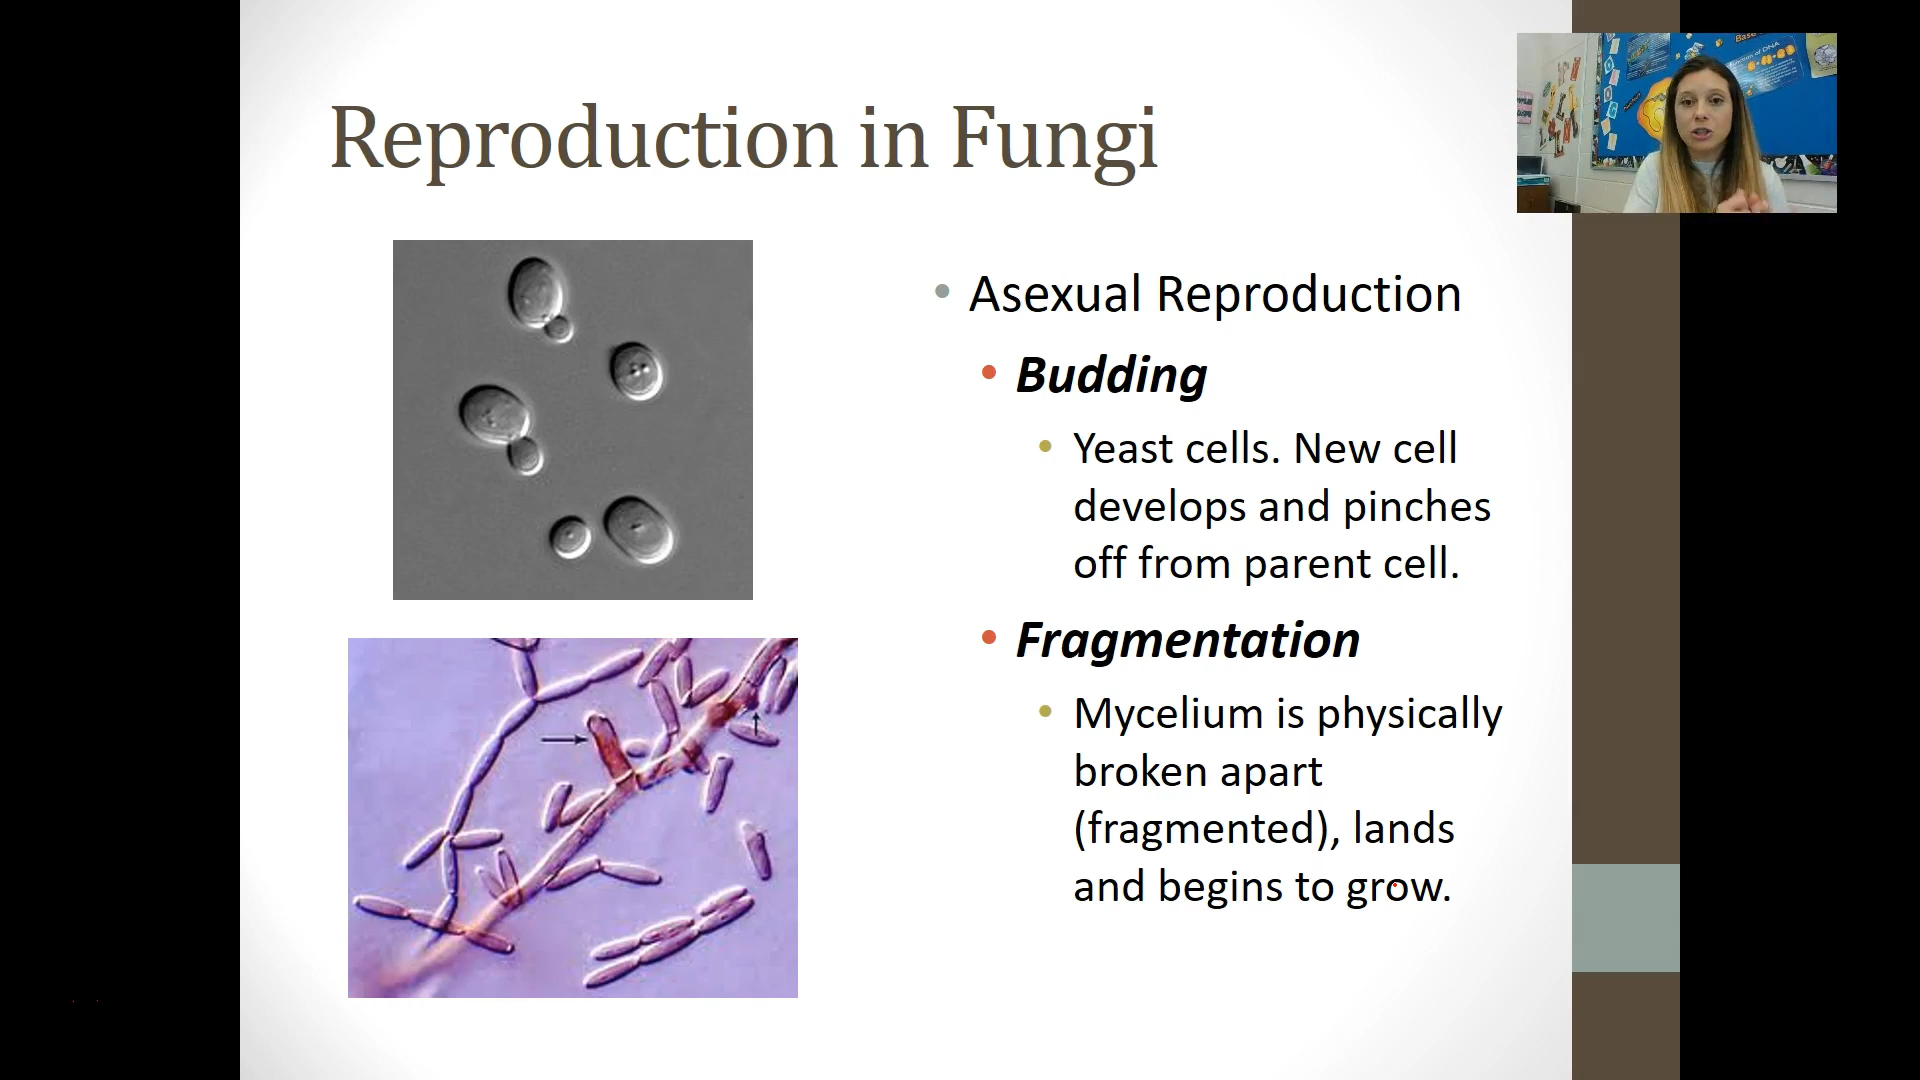 Reproduction in Fungi
• Asexual Reproduction
• Budding
• Yeast cells. New cell
develops and pinches
off from parent cell.
• Fragmentation
• Mycelium is physically
broken apart
(fragmented), lands
and begins to grow.